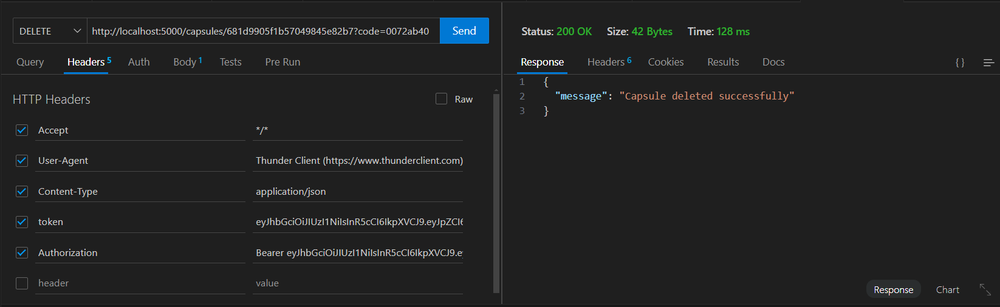 DELETE http://localhost:5000/capsules/681d9905f1b57049845e82b7?code=0072ab40 Send
Query Headers 5 Auth Body 1 Tests Pre Run
HTTP Headers Raw
Accept */*
User-Agent Thunder Client (https://www.thunderclient.com)
Content-Type application/json
token eyJhbGciOiJIUzI1NiIsInR5cCI6IkpXVCJ9.eyJpZCI6
Authorization Bearer eyJhbGciOiJIUzI1NiIsInR5cCI6IkpXVCJ9.ey
header value
Status: 200 OK Size: 42 Bytes Time: 128 ms
Response Headers 6 Cookies Results Docs {}
1 {
2 "message": "Capsule deleted successfully"
3 }
Response Chart